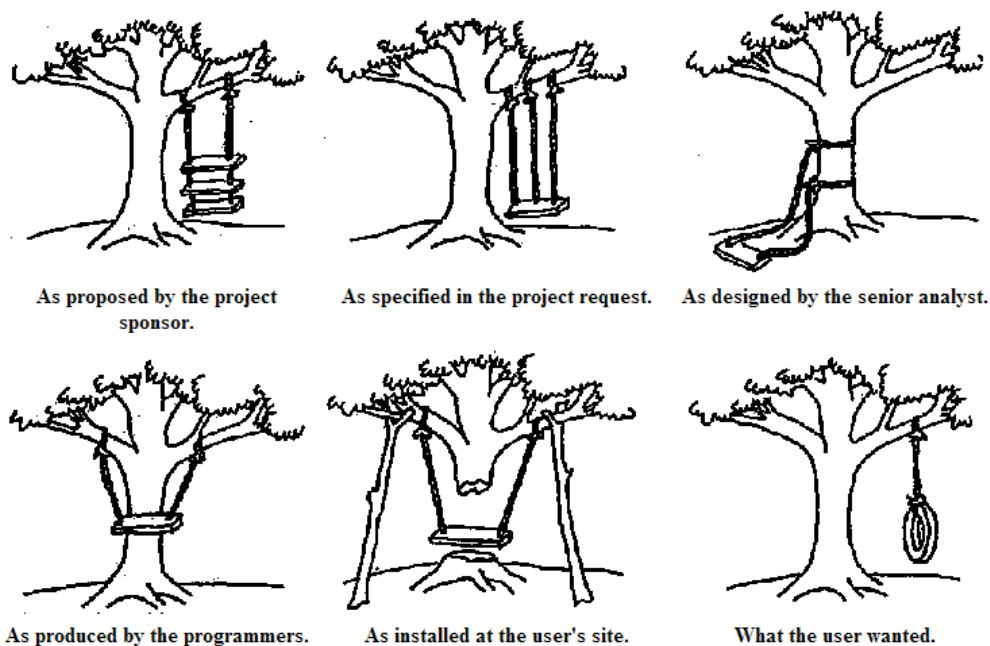 As proposed by the project
sponsor.
As specified in the project request.
As designed by the senior analyst.
As produced by the programmers.
As installed at the user's site.
What the user wanted.